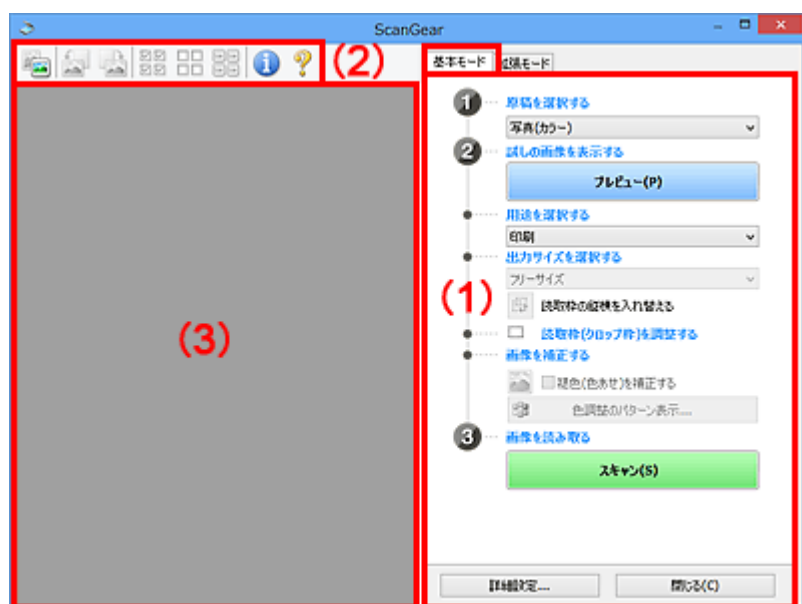 ScanGear
(2)
基本モード 拡張モード
1 原稿を選択する
写真(カラー)
2 試しの画像を表示する
プレビュー(P)
用途を選択する
印刷
出力サイズを選択する
フリーサイズ
(1)
読取枠の縦横を入れ替える
(3)
読取枠(クロップ枠)を調整する
画像を補正する
褪色(色あせ)を補正する
色調整のパターン表示...
3 画像を読み取る
スキャン(S)
詳細設定... 閉じる(C)